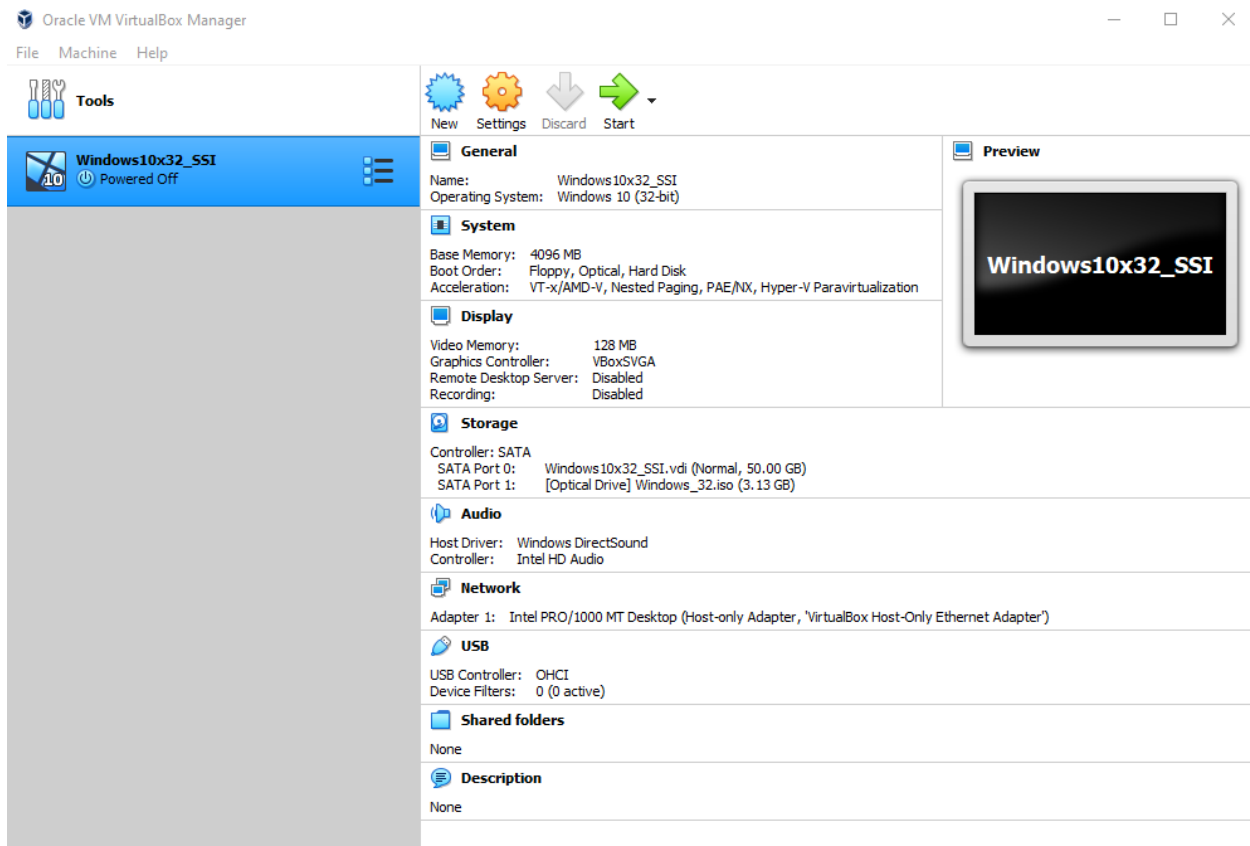 Oracle VM VirtualBox Manager
File Machine Help
Tools
New Settings Discard Start
Windows10x32_SSI
Powered Off
10
General
Name: Windows10x32_SSI
Operating System: Windows 10 (32-bit)
Preview
Windows10x32_SSI
System
Base Memory: 4096 MB
Boot Order: Floppy, Optical, Hard Disk
Acceleration: VT-x/AMD-V, Nested Paging, PAE/NX, Hyper-V Paravirtualization
Display
Video Memory: 128 MB
Graphics Controller: VBoxSVGA
Remote Desktop Server: Disabled
Recording: Disabled
Storage
Controller: SATA
SATA Port 0: Windows10x32_SSI.vdi (Normal, 50.00 GB)
SATA Port 1: [Optical Drive] Windows_32.iso (3.13 GB)
Audio
Host Driver: Windows DirectSound
Controller: Intel HD Audio
Network
Adapter 1: Intel PRO/1000 MT Desktop (Host-only Adapter, 'VirtualBox Host-Only Ethernet Adapter')
USB
USB Controller: OHCI
Device Filters: 0 (0 active)
Shared folders
None
Description
None